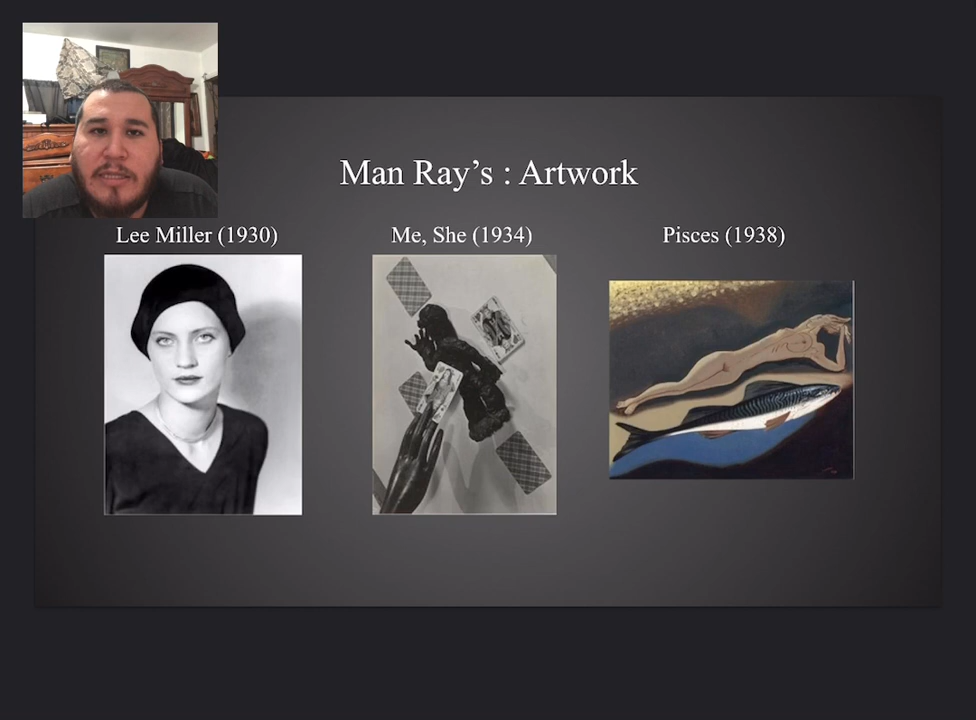 Man Ray’s : Artwork
Lee Miller (1930)
Me, She (1934)
Pisces (1938)